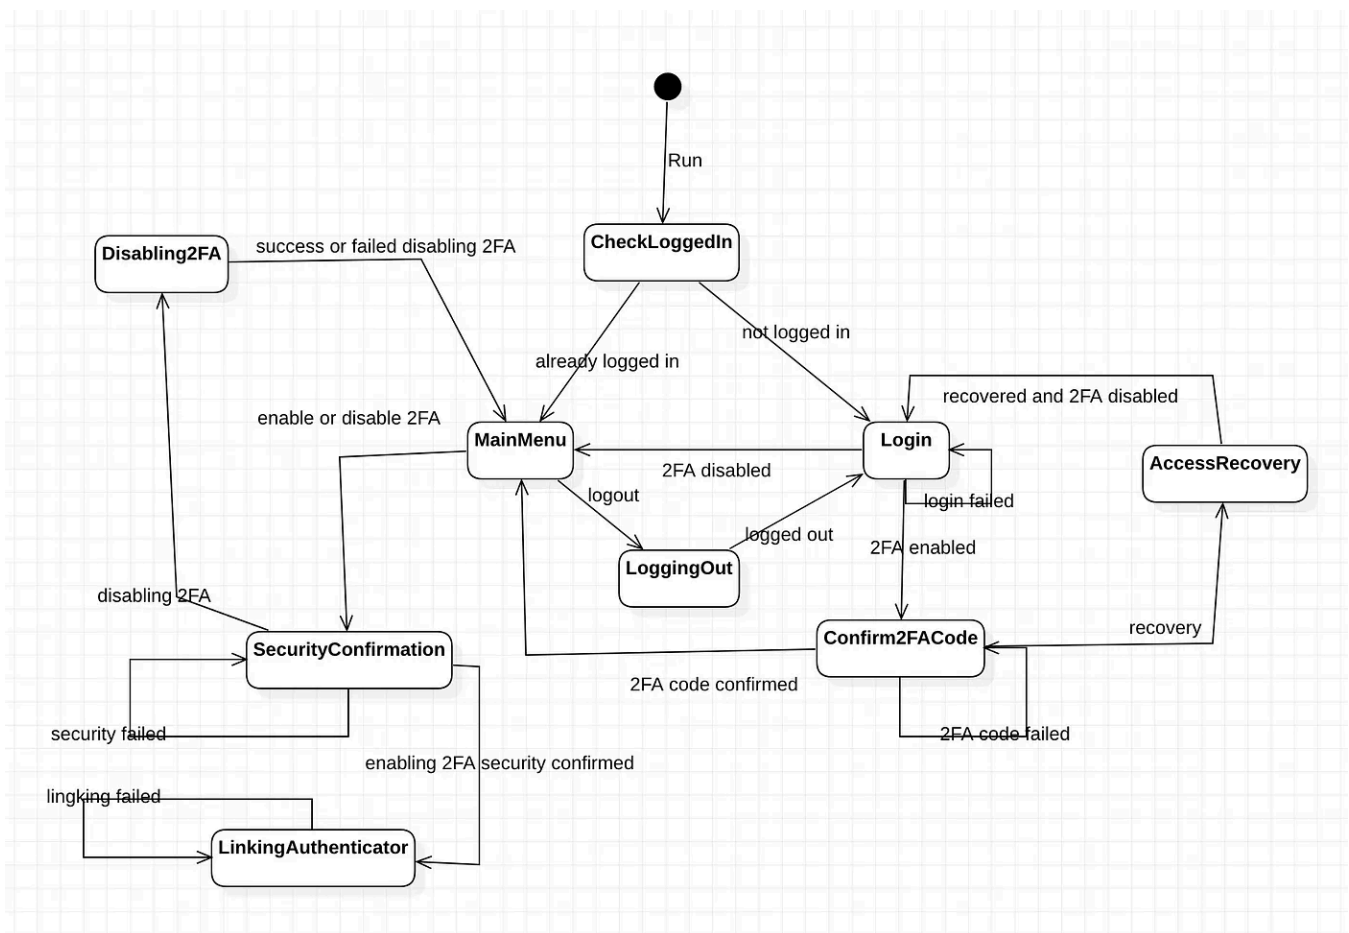 Run
CheckLoggedIn
Disabling2FA
success or failed disabling 2FA
not logged in
already logged in
recovered and 2FA disabled
enable or disable 2FA
MainMenu
Login
AccessRecovery
2FA disabled
logout
login failed
logged out
2FA enabled
LoggingOut
disabling 2FA
recovery
Confirm2FACode
SecurityConfirmation
2FA code confirmed
security failed
2FA code failed
enabling 2FA security confirmed
lingking failed
LinkingAuthenticator